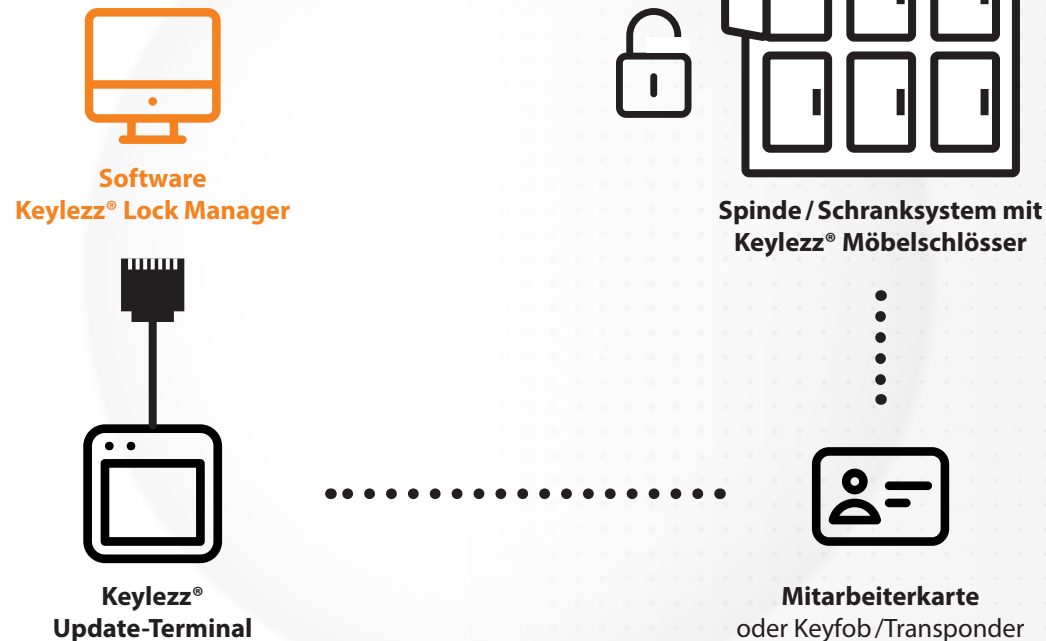 Software
Keylezz® Lock Manager
Spinde / Schranksystem mit
Keylezz® Möbelschlösser
Keylezz®
Update-Terminal
Mitarbeiterkarte
oder Keyfob / Transponder